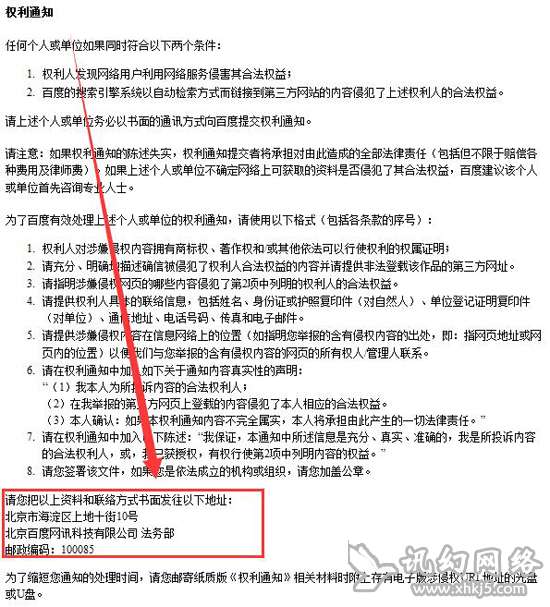 权利通知
任何个人或单位如果同时符合以下两个条件：
1. 权利人发现网络用户利用网络服务侵害其合法权益；
2. 百度的搜索引擎系统以自动检索方式而链接到第三方网站的内容侵犯了上述权利人的合法权益。
请上述个人或单位务必以书面的通讯方式向百度提交权利通知。
请注意：如果权利通知的陈述失实，权利通知提交者将承担对由此造成的全部法律责任（包括但不限于赔偿各
种费用及律师费）。如果上述个人或单位不确定网络上可获取的资料是否侵犯了其合法权益，百度建议该个人
或单位首先咨询专业人士。
为了百度有效处理上述个人或单位的权利通知，请使用以下格式（包括各条款的序号）：
1. 权利人对涉嫌侵权内容拥有商标权、著作权和/或其他依法可以行使权利的权属证明；
2. 请充分、明确地描述确信被侵犯了权利人合法权益的内容并请提供非法登载该作品的第三方网址。
3. 请指明涉嫌侵权网页的哪些内容侵犯了第2项中列明的权利人的合法权益。
4. 请提供权利人具体的联络信息，包括姓名、身份证或护照复印件（对自然人）、单位登记证明复印件
（对单位）、通信地址、电话号码、传真和电子邮件。
5. 请提供涉嫌侵权内容在信息网络上的位置（如指明您举报的含有侵权内容的出处，即：指网页地址或网
页内的位置）以便我们与您举报的含有侵权内容的网页的所有权人/管理人联系。
6. 请在权利通知中加入如下关于通知内容真实性的声明：
“（1）我本人为所投诉内容的合法权利人；
（2）在我举报的第三方网页上登载的内容侵犯了本人相应的合法权益。
（3）本人确认：如果本权利通知内容不完全属实，本人将承担由此产生的一切法律责任。”
7. 请在权利通知中加入如下陈述：“我保证，本通知中所述信息是充分、真实、准确的，我是所投诉内容
的合法权利人，或，我已获授权，有权行使第2项中列明内容的权益。”
8. 请您签署该文件，如果您是依法成立的机构或组织，请您加盖公章。
请您把以上资料和联络方式书面发往以下地址：
北京市海淀区上地十街10号
北京百度网讯科技有限公司 法务部
邮政编码：100085
为了缩短您通知的处理时间，请您邮寄纸质版《权利通知》相关材料时附上存有电子版涉侵权URL地址的光盘
或U盘。
讯幻网络
www.xhkj.cc